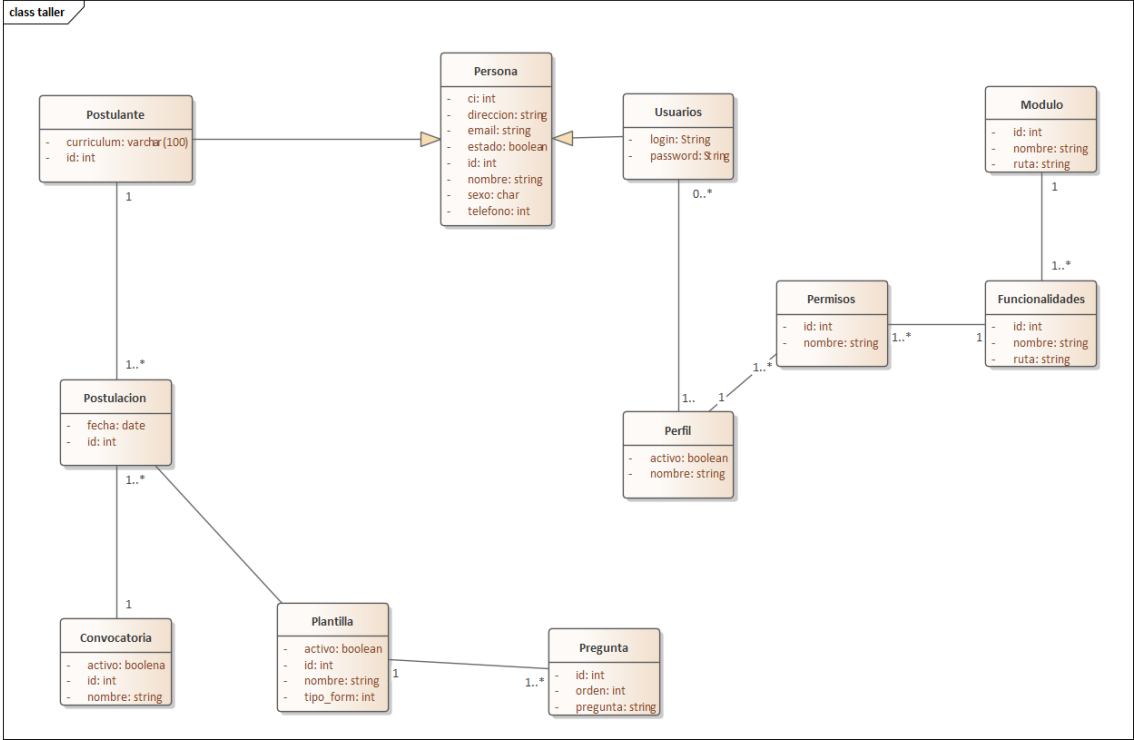 class taller
Persona
- ci: int
- direccion: string
- email: string
- estado: boolean
- id: int
- nombre: string
- sexo: char
- telefono: int
Postulante
- curriculum: varchar(100)
- id: int
Usuarios
- login: String
- password: String
Modulo
- id: int
- nombre: string
- ruta: string
1
0..*
1
1..*
Permisos
- id: int
- nombre: string
Funcionalidades
- id: int
- nombre: string
- ruta: string
1..*
1
1..*
1..*
1..
1
Postulacion
- fecha: date
- id: int
Perfil
- activo: boolean
- nombre: string
1..*
1
Convocatoria
- activo: boolena
- id: int
- nombre: string
Plantilla
- activo: boolean
- id: int
- nombre: string
- tipo_form: int
1
1..*
Pregunta
- id: int
- orden: int
- pregunta: string